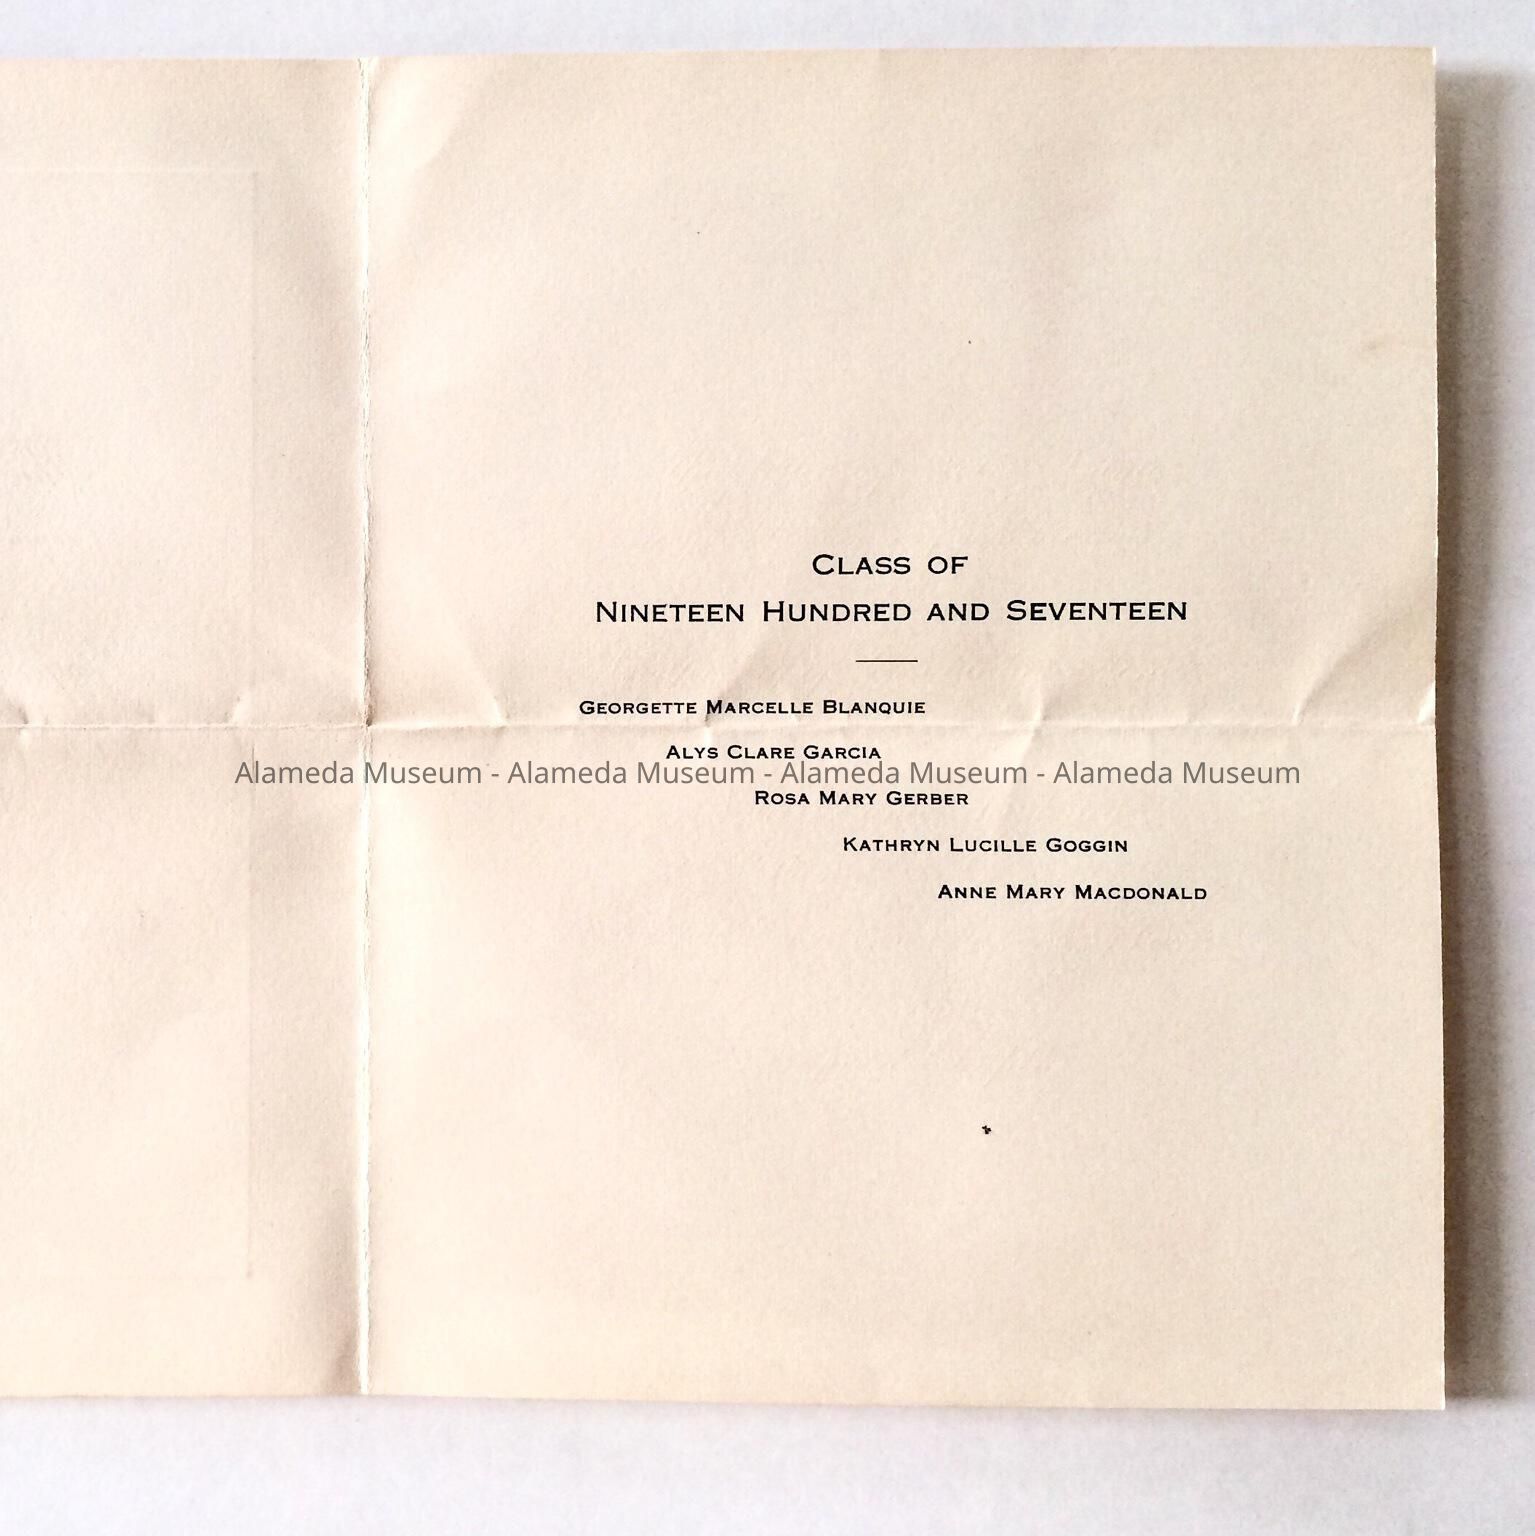 Class of
Nineteen Hundred and Seventeen
Georgette Marcelle Blanquie
Alys Clare Garcia
Alameda Museum - Alameda Museum - Alameda Museum - Alameda Museum
Rosa Mary Gerber
Kathryn Lucille Goggin
Anne Mary Macdonald